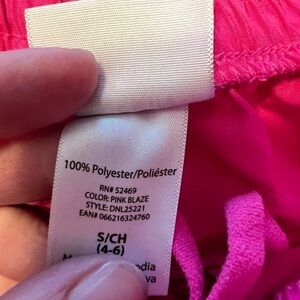 100% Polyester/Poliéster
RN# 52469
COLOR: PINK BLAZE
STYLE: DNL25221
EAN# 066216324760
S/CH
(4-6)